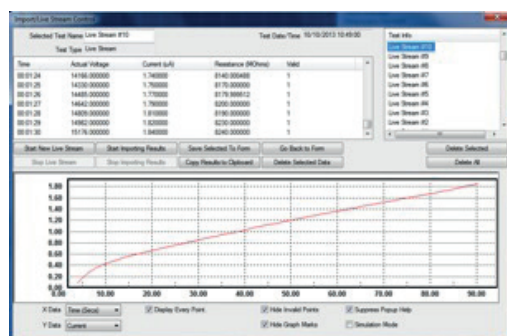 Import/Live Stream Control
Selected Test Name Live Stream #10
Test Date/Time 10/10/2013 10:49:00
Test Type Live Stream
Test Info
Live Stream #10
Live Stream #9
Live Stream #8
Live Stream #7
Live Stream #6
Live Stream #5
Live Stream #4
Live Stream #3
Live Stream #2
Time Actual Voltage Current (uA) Resistance (MOhms) Valid
00:01:24 14166.000000 1.740000 8140.000488 1
00:01:25 14330.000000 1.750000 8170.000000 1
00:01:26 14485.000000 1.770000 8179.999512 1
00:01:27 14642.000000 1.790000 8200.000000 1
00:01:28 14809.000000 1.810000 8190.000000 1
00:01:29 14982.000000 1.820000 8230.000000 1
00:01:30 15176.000000 1.840000 8240.000000 1
Start New Live Stream Start Importing Results Save Selected To Form Go Back to Form Delete Selected
Stop Live Stream Stop Importing Results Copy Results to Clipboard Delete Selected Data Delete All
1.80
1.60
1.40
1.20
1.00
0.80
0.60
0.40
0.20
0.00
0.00 10.00 20.00 30.00 40.00 50.00 60.00 70.00 80.00 90.00
X Data Time (Secs) Display Every Point Hide Invalid Points Suppress Popup Help
Y Data Current Hide Graph Marks Simulation Mode